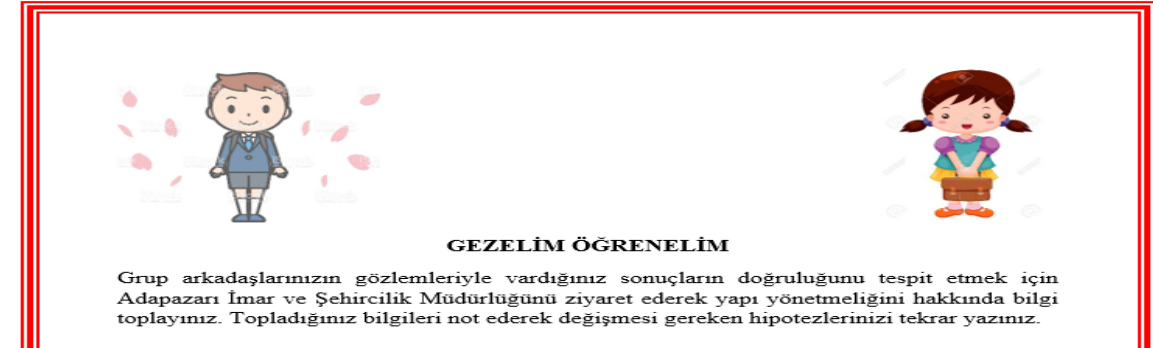 GEZELİM ÖĞRENELİM
Grup arkadaşlarınızın gözlemleriyle vardığınız sonuçların doğruluğunu tespit etmek için
Adapazarı İmar ve Şehircilik Müdürlüğünü ziyaret ederek yapı yönetmeliğini hakkında bilgi
toplayınız. Topladığınız bilgileri not ederek değişmesi gereken hipotezlerinizi tekrar yazınız.